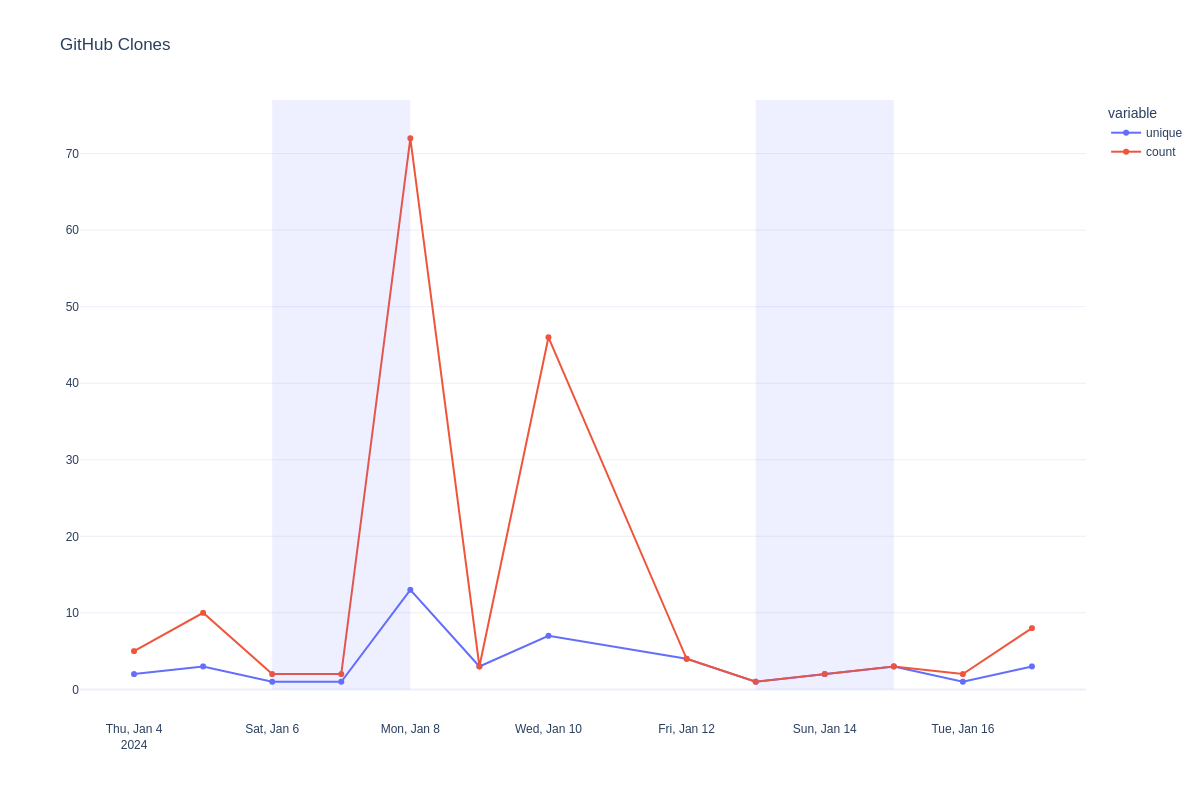 GitHub Clones
variable
unique
count
70
60
50
40
30
20
10
0
Thu, Jan 4
2024
Sat, Jan 6
Mon, Jan 8
Wed, Jan 10
Fri, Jan 12
Sun, Jan 14
Tue, Jan 16